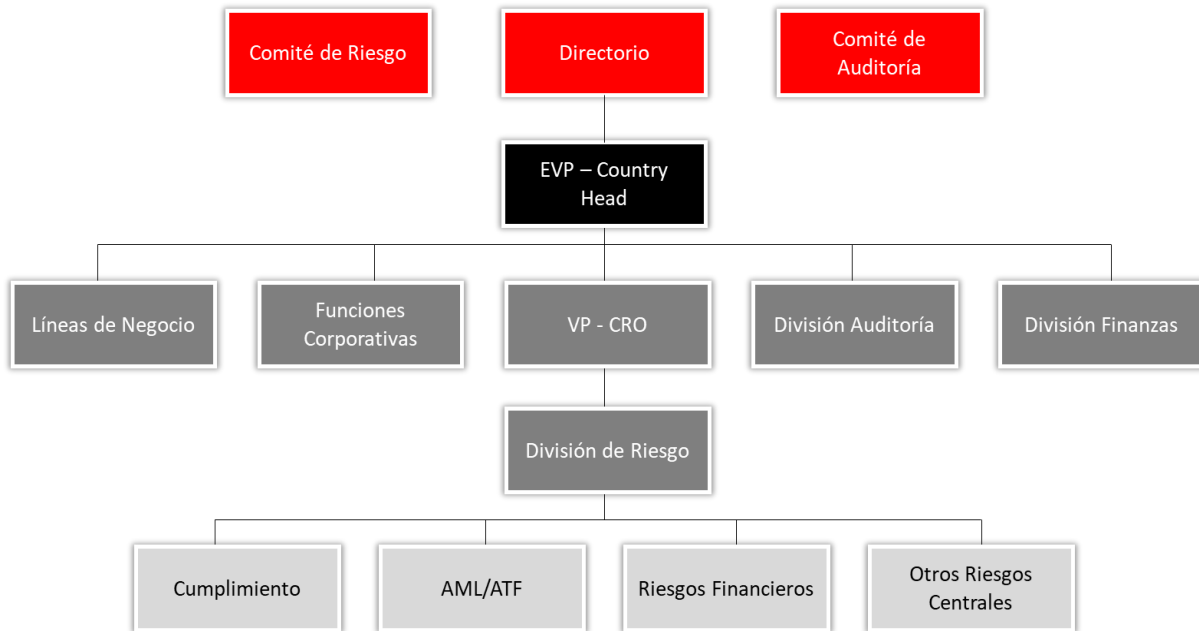 Comité de Riesgo
Directorio
Comité de
Auditoría
EVP – Country
Head
Líneas de Negocio
Funciones
Corporativas
VP - CRO
División Auditoría
División Finanzas
División de Riesgo
Cumplimiento
AML/ATF
Riesgos Financieros
Otros Riesgos
Centrales